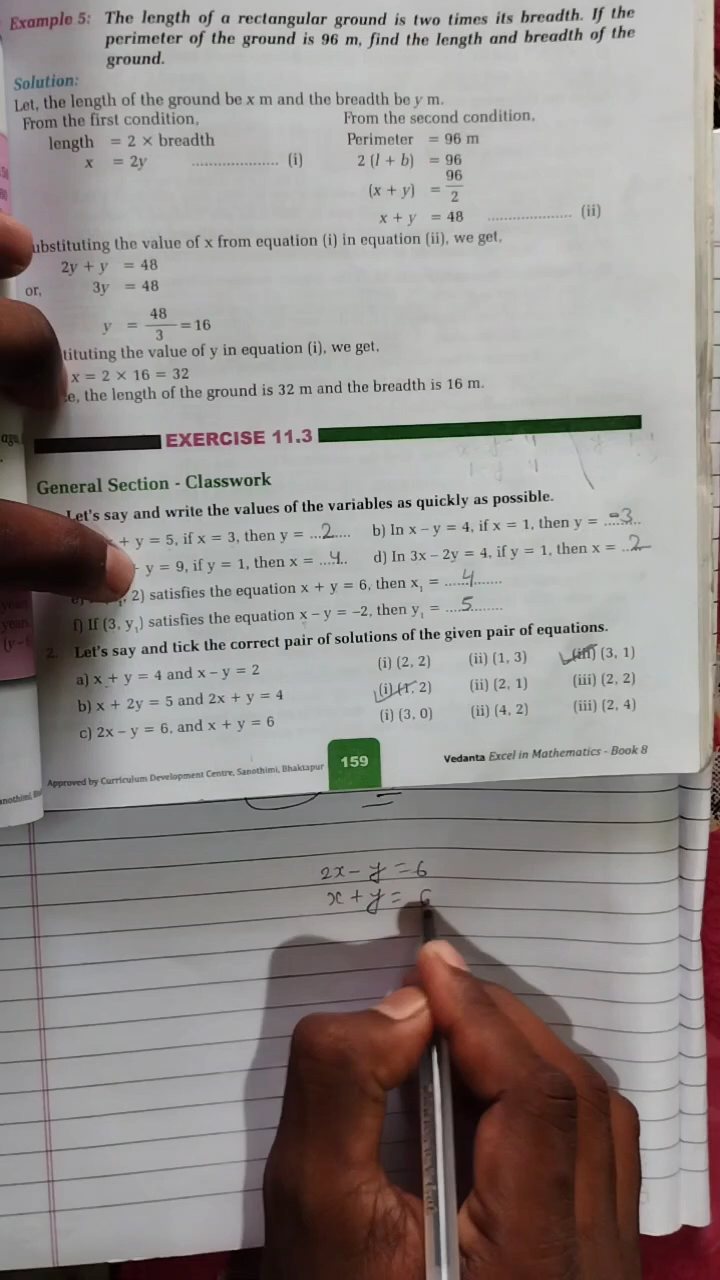 Example 5: The length of a rectangular ground is two times its breadth. If the
perimeter of the ground is 96 m, find the length and breadth of the
ground.
Solution:
Let, the length of the ground be x m and the breadth be y m.
From the first condition,
length = 2 × breadth
x = 2y .................... (i)
From the second condition,
Perimeter = 96 m
2 (l + b) = 96
(x + y) = 96/2
x + y = 48 .................... (ii)
ubstituting the value of x from equation (i) in equation (ii), we get,
2y + y = 48
or, 3y = 48
y = 48/3 = 16
tituting the value of y in equation (i), we get,
x = 2 × 16 = 32
e, the length of the ground is 32 m and the breadth is 16 m.
EXERCISE 11.3
General Section - Classwork
Let's say and write the values of the variables as quickly as possible.
+ y = 5, if x = 3, then y = ...2.... b) In x – y = 4, if x = 1, then y = ...-3...
y = 9, if y = 1, then x = ...4... d) In 3x – 2y = 4, if y = 1, then x = ...2
2) satisfies the equation x + y = 6, then x₁ = ......4.......
f) If (3, y₁) satisfies the equation x – y = –2, then y₁ = ....5.........
2. Let's say and tick the correct pair of solutions of the given pair of equations.
a) x + y = 4 and x – y = 2 (i) (2, 2) (ii) (1, 3) (iii) (3, 1)
b) x + 2y = 5 and 2x + y = 4 (i) (1, 2) (ii) (2, 1) (iii) (2, 2)
c) 2x – y = 6, and x + y = 6 (i) (3, 0) (ii) (4, 2) (iii) (2, 4)
Approved by Curriculum Development Centre, Sanothimi, Bhaktapur 159 Vedanta Excel in Mathematics - Book 8
2x – y = 6
x + y = 6